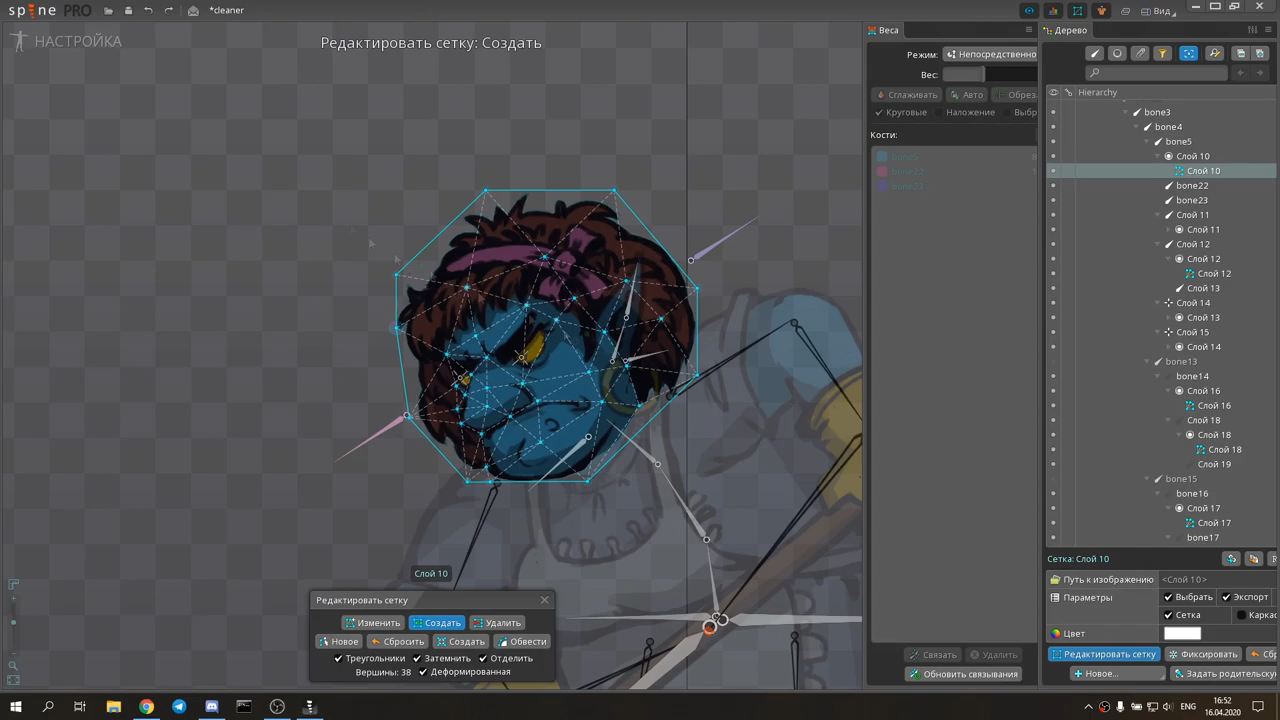 spine PRO
*cleaner
Вид
НАСТРОЙКА
Редактировать сетку: Создать
Веса
Режим:
Непосредственно
Вес:
Сглаживать
Авто
Обрез
Круговые
Наложение
Выбр
Кости:
bone5
8
bone22
1
bone23
Связать
Удалить
Обновить связывания
Дерево
Hierarchy
bone3
bone4
bone5
Слой 10
Слой 10
bone22
bone23
Слой 11
Слой 11
Слой 12
Слой 12
Слой 12
Слой 13
Слой 14
Слой 13
Слой 15
Слой 14
bone13
bone14
Слой 16
Слой 16
Слой 18
Слой 18
Слой 18
Слой 19
bone15
bone16
Слой 17
Слой 17
bone17
Сетка: Слой 10
Путь к изображению
<Слой 10>
Параметры
Выбрать
Экспорт
Сетка
Каркас
Цвет
Редактировать сетку
Фиксировать
Сбр
Новое...
Задать родительску
Слой 10
Редактировать сетку
Изменить
Создать
Удалить
Новое
Сбросить
Создать
Обвести
Треугольники
Затемнить
Отделить
Вершины: 38
Деформированная
16:52
16.04.2020